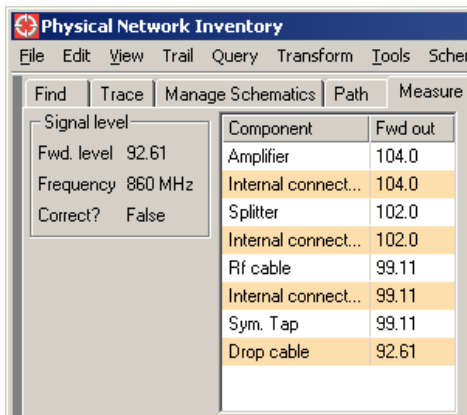 Physical Network Inventory
File Edit View Trail Query Transform Tools Scher
Find Trace Manage Schematics Path Measure
Signal level
Fwd. level 92.61
Frequency 860 MHz
Correct? False
Component Fwd out
Amplifier 104.0
Internal connect... 104.0
Splitter 102.0
Internal connect... 102.0
Rf cable 99.11
Internal connect... 99.11
Sym. Tap 99.11
Drop cable 92.61